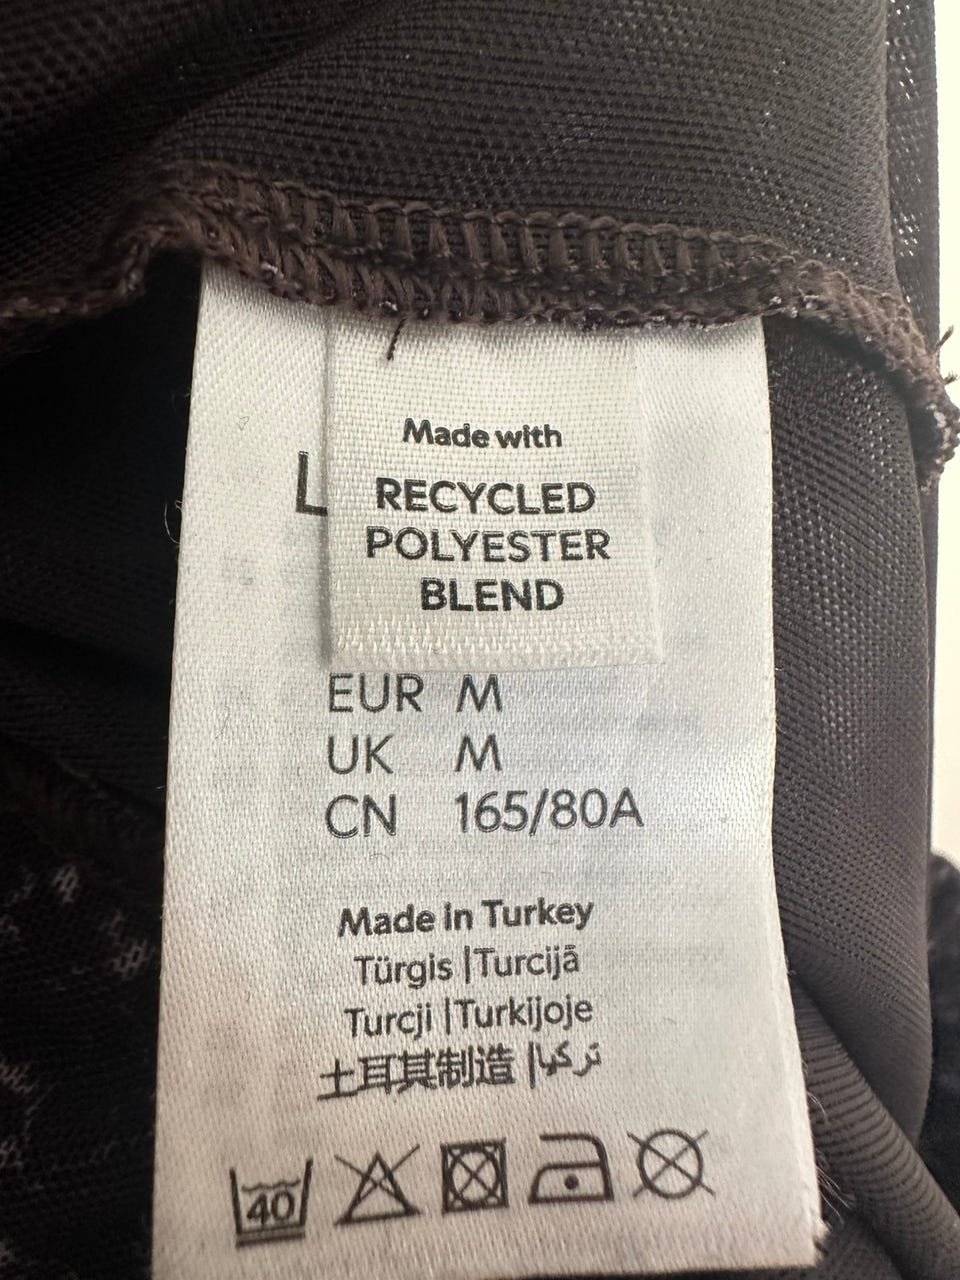 Made with
RECYCLED
POLYESTER
BLEND
L
EUR M
UK M
CN 165/80A
Made in Turkey
Türgis |Turcijā
Turcji |Turkijoje
土耳其制造 |تركيا
40